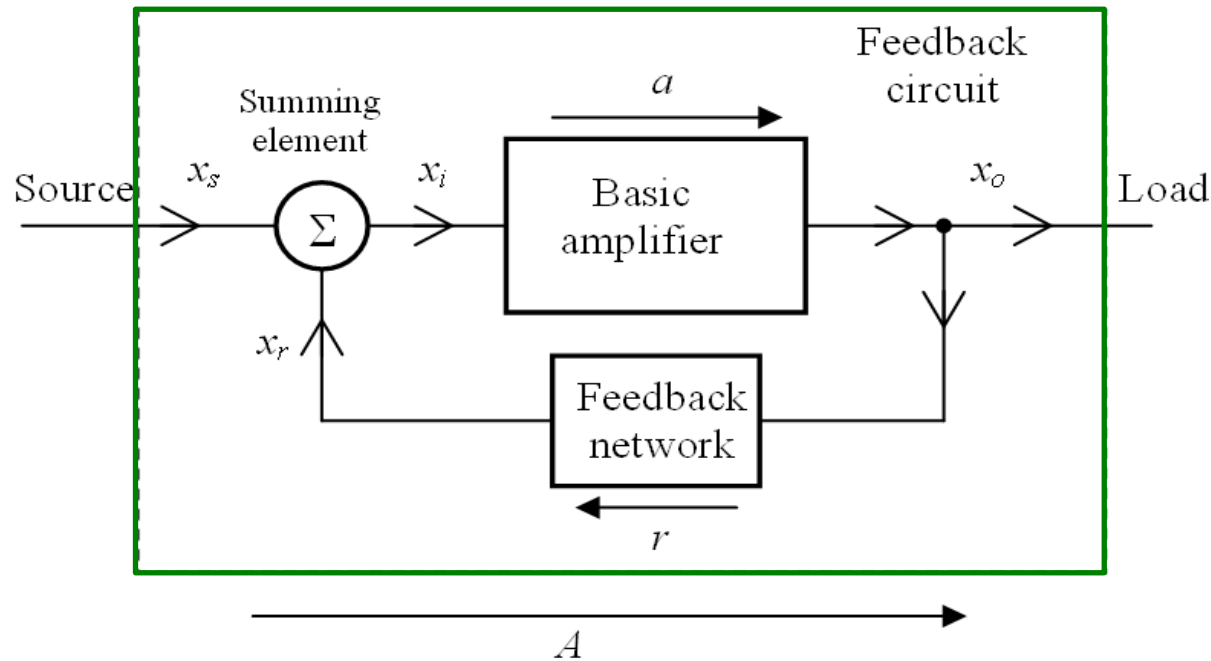 Feedback
circuit
a
Summing
element
Source
x_s
Σ
x_i
Basic
amplifier
x_o
Load
x_r
Feedback
network
r
A